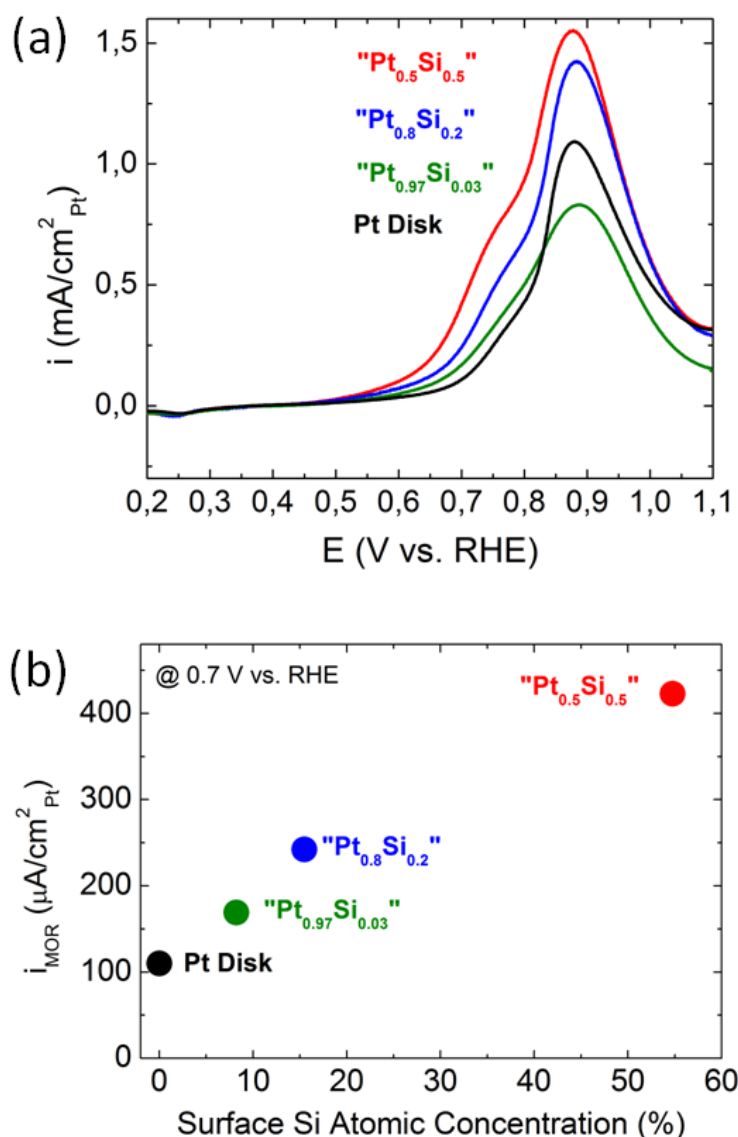 (a)
1,5
1,0
0,5
0,0
i (mA/cm²Pt)
"Pt0.5Si0.5"
"Pt0.8Si0.2"
"Pt0.97Si0.03"
Pt Disk
0,2 0,3 0,4 0,5 0,6 0,7 0,8 0,9 1,0 1,1
E (V vs. RHE)
(b)
@ 0.7 V vs. RHE
400
300
200
100
0
iMOR (µA/cm²Pt)
"Pt0.5Si0.5"
"Pt0.8Si0.2"
"Pt0.97Si0.03"
Pt Disk
0 10 20 30 40 50 60
Surface Si Atomic Concentration (%)